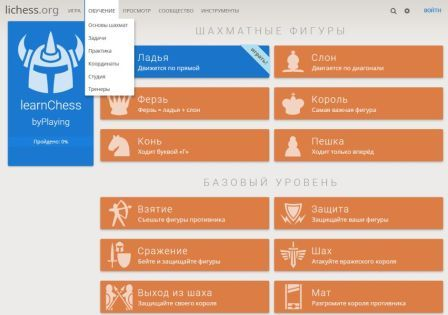 lichess.org ИГРА ОБУЧЕНИЕ ПРОСМОТР СООБЩЕСТВО ИНСТРУМЕНТЫ ВОЙТИ
Основы шахмат
Задачи
Практика
Координаты
Студия
Тренеры
learnChess
byPlaying
Пройдено: 0%
ШАХМАТНЫЕ ФИГУРЫ
Ладья
Движется по прямой
играть!
Слон
Двигается по диагонали
Ферзь
Ферзь = ладья + слон
Король
Самая важная фигура
Конь
Ходит буквой «Г»
Пешка
Ходит только вперёд
БАЗОВЫЙ УРОВЕНЬ
Взятие
Съешьте фигуры противника
Защита
Защищайте ваши фигуры
Сражение
Бейте и защищайте фигуры
Шах
Атакуйте вражеского короля
Выход из шаха
Защищайте своего короля
Мат
Разгромите короля противника